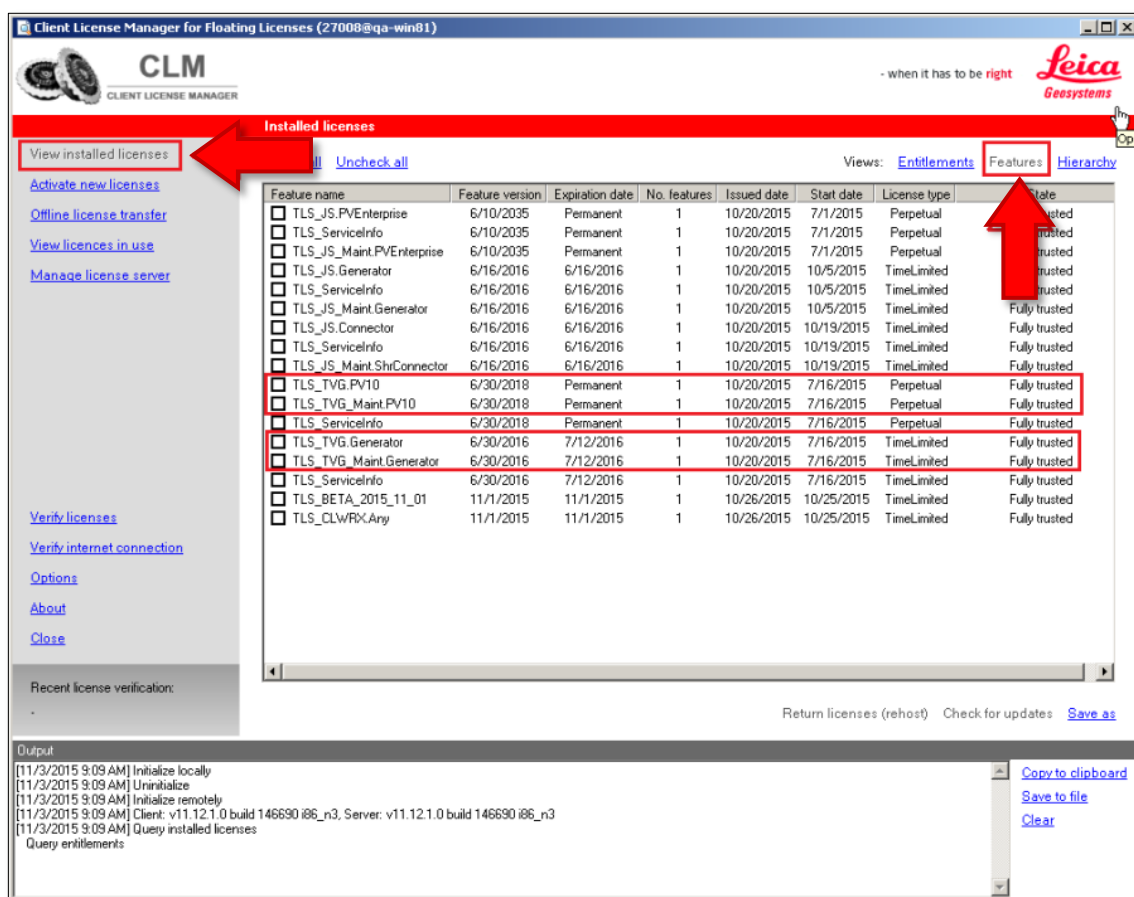 Client License Manager for Floating Licenses (27008@qa-win81)
CLM
CLIENT LICENSE MANAGER
- when it has to be right
Leica
Geosystems
Installed licenses
Op
View installed licenses
Activate new licenses
Offline license transfer
View licences in use
Manage license server
Uncheck all
Views: Entitlements Features Hierarchy
Feature name Feature version Expiration date No. features Issued date Start date License type State
TLS_JS.PVEnterprise 6/10/2035 Permanent 1 10/20/2015 7/1/2015 Perpetual
TLS_ServiceInfo 6/10/2035 Permanent 1 10/20/2015 7/1/2015 Perpetual
TLS_JS_Maint.PVEnterprise 6/10/2035 Permanent 1 10/20/2015 7/1/2015 Perpetual
TLS_JS.Generator 6/16/2016 6/16/2016 1 10/20/2015 10/5/2015 TimeLimited
TLS_ServiceInfo 6/16/2016 6/16/2016 1 10/20/2015 10/5/2015 TimeLimited
TLS_JS_Maint.Generator 6/16/2016 6/16/2016 1 10/20/2015 10/5/2015 TimeLimited Fully trusted
TLS_JS.Connector 6/16/2016 6/16/2016 1 10/20/2015 10/19/2015 TimeLimited Fully trusted
TLS_ServiceInfo 6/16/2016 6/16/2016 1 10/20/2015 10/19/2015 TimeLimited Fully trusted
TLS_JS_Maint.ShrConnector 6/16/2016 6/16/2016 1 10/20/2015 10/19/2015 TimeLimited Fully trusted
TLS_TVG.PV10 6/30/2018 Permanent 1 10/20/2015 7/16/2015 Perpetual Fully trusted
TLS_TVG_Maint.PV10 6/30/2018 Permanent 1 10/20/2015 7/16/2015 Perpetual Fully trusted
TLS_ServiceInfo 6/30/2018 Permanent 1 10/20/2015 7/16/2015 Perpetual Fully trusted
TLS_TVG.Generator 6/30/2016 7/12/2016 1 10/20/2015 7/16/2015 TimeLimited Fully trusted
TLS_TVG_Maint.Generator 6/30/2016 7/12/2016 1 10/20/2015 7/16/2015 TimeLimited Fully trusted
TLS_ServiceInfo 6/30/2016 7/12/2016 1 10/20/2015 7/16/2015 TimeLimited Fully trusted
TLS_BETA_2015_11_01 11/1/2015 11/1/2015 1 10/26/2015 10/25/2015 TimeLimited Fully trusted
TLS_CLWRX.Any 11/1/2015 11/1/2015 1 10/26/2015 10/25/2015 TimeLimited Fully trusted
Verify licenses
Verify internet connection
Options
About
Close
Recent license verification:
-
Return licenses (rehost) Check for updates Save as
Output
[11/3/2015 9:09 AM] Initialize locally
[11/3/2015 9:09 AM] Uninitialize
[11/3/2015 9:09 AM] Initialize remotely
[11/3/2015 9:09 AM] Client: v11.12.1.0 build 146690 i86_n3, Server: v11.12.1.0 build 146690 i86_n3
[11/3/2015 9:09 AM] Query installed licenses
Query entitlements
Copy to clipboard
Save to file
Clear